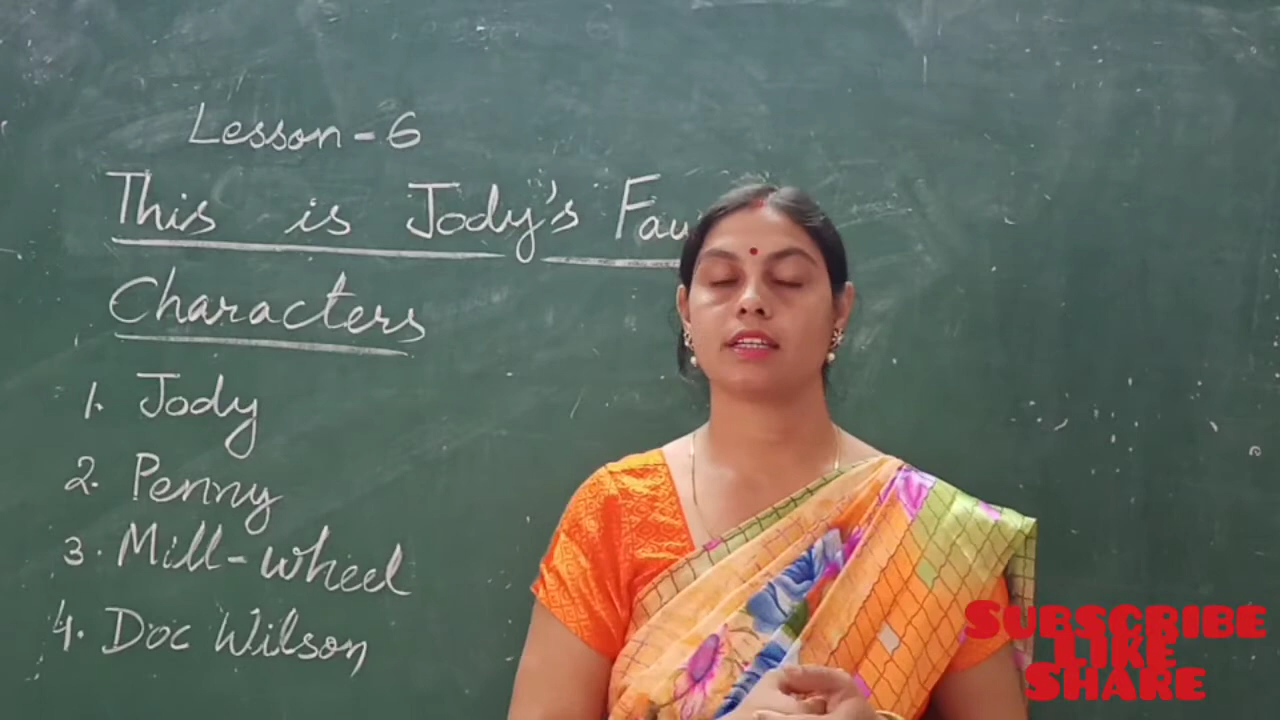 Lesson - 6
This is Jody's Faw
Characters
1. Jody
2. Penny
3. Mill-wheel
4. Doc Wilson
SUBSCRIBE
LIKE
SHARE